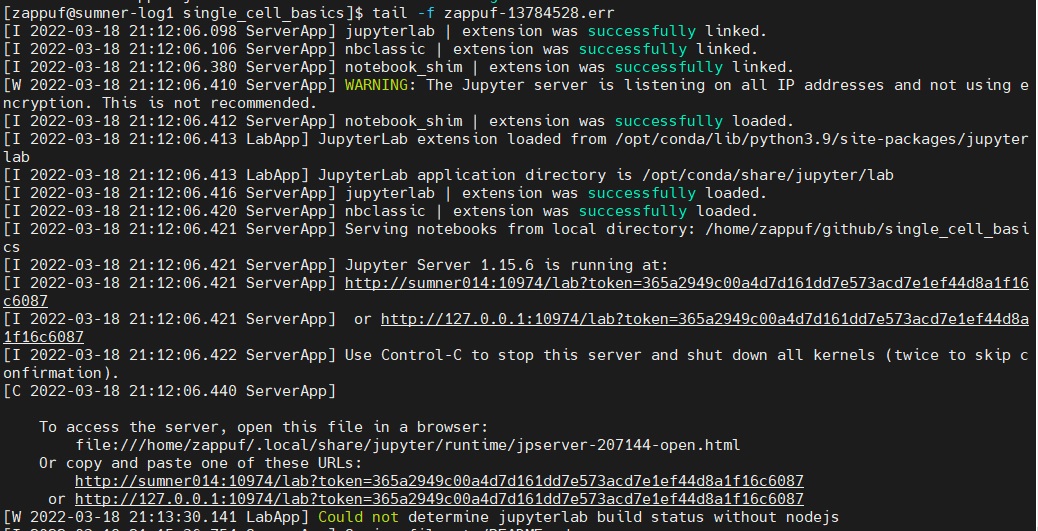 [zappuf@sumner-log1 single_cell_basics]$ tail -f zappuf-13784528.err
[I 2022-03-18 21:12:06.098 ServerApp] jupyterlab | extension was successfully linked.
[I 2022-03-18 21:12:06.106 ServerApp] nbclassic | extension was successfully linked.
[I 2022-03-18 21:12:06.380 ServerApp] notebook_shim | extension was successfully linked.
[W 2022-03-18 21:12:06.410 ServerApp] WARNING: The Jupyter server is listening on all IP addresses and not using e
ncryption. This is not recommended.
[I 2022-03-18 21:12:06.412 ServerApp] notebook_shim | extension was successfully loaded.
[I 2022-03-18 21:12:06.413 LabApp] JupyterLab extension loaded from /opt/conda/lib/python3.9/site-packages/jupyter
lab
[I 2022-03-18 21:12:06.413 LabApp] JupyterLab application directory is /opt/conda/share/jupyter/lab
[I 2022-03-18 21:12:06.416 ServerApp] jupyterlab | extension was successfully loaded.
[I 2022-03-18 21:12:06.420 ServerApp] nbclassic | extension was successfully loaded.
[I 2022-03-18 21:12:06.421 ServerApp] Serving notebooks from local directory: /home/zappuf/github/single_cell_basi
cs
[I 2022-03-18 21:12:06.421 ServerApp] Jupyter Server 1.15.6 is running at:
[I 2022-03-18 21:12:06.421 ServerApp] http://sumner014:10974/lab?token=365a2949c00a4d7d161dd7e573acd7e1ef44d8a1f16
c6087
[I 2022-03-18 21:12:06.421 ServerApp]  or http://127.0.0.1:10974/lab?token=365a2949c00a4d7d161dd7e573acd7e1ef44d8a
1f16c6087
[I 2022-03-18 21:12:06.422 ServerApp] Use Control-C to stop this server and shut down all kernels (twice to skip c
onfirmation).
[C 2022-03-18 21:12:06.440 ServerApp]
To access the server, open this file in a browser:
file:///home/zappuf/.local/share/jupyter/runtime/jpserver-207144-open.html
Or copy and paste one of these URLs:
http://sumner014:10974/lab?token=365a2949c00a4d7d161dd7e573acd7e1ef44d8a1f16c6087
or http://127.0.0.1:10974/lab?token=365a2949c00a4d7d161dd7e573acd7e1ef44d8a1f16c6087
[W 2022-03-18 21:13:30.141 LabApp] Could not determine jupyterlab build status without nodejs